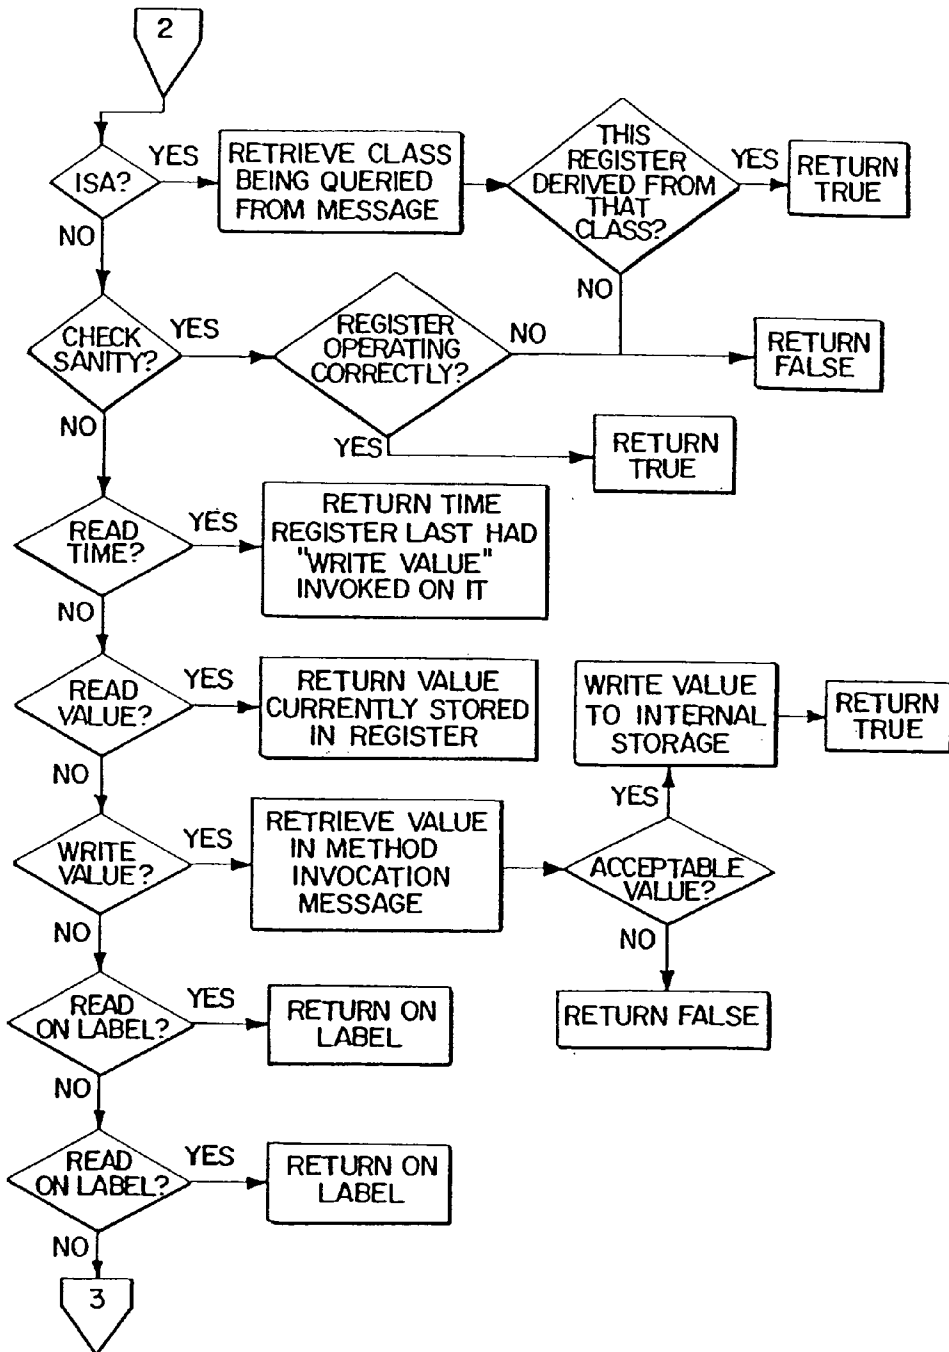 2
ISA?
YES
RETRIEVE CLASS
BEING QUERIED
FROM MESSAGE
THIS
REGISTER
DERIVED FROM
THAT
CLASS?
YES
RETURN
TRUE
NO
NO
CHECK
SANITY?
YES
REGISTER
OPERATING
CORRECTLY?
NO
RETURN
FALSE
NO
YES
RETURN
TRUE
READ
TIME?
YES
RETURN TIME
REGISTER LAST HAD
"WRITE VALUE"
INVOKED ON IT
NO
READ
VALUE?
YES
RETURN VALUE
CURRENTLY STORED
IN REGISTER
WRITE VALUE
TO INTERNAL
STORAGE
RETURN
TRUE
NO
YES
WRITE
VALUE?
YES
RETRIEVE VALUE
IN METHOD
INVOCATION
MESSAGE
ACCEPTABLE
VALUE?
NO
NO
READ
ON LABEL?
YES
RETURN ON
LABEL
RETURN FALSE
NO
READ
ON LABEL?
YES
RETURN ON
LABEL
NO
3